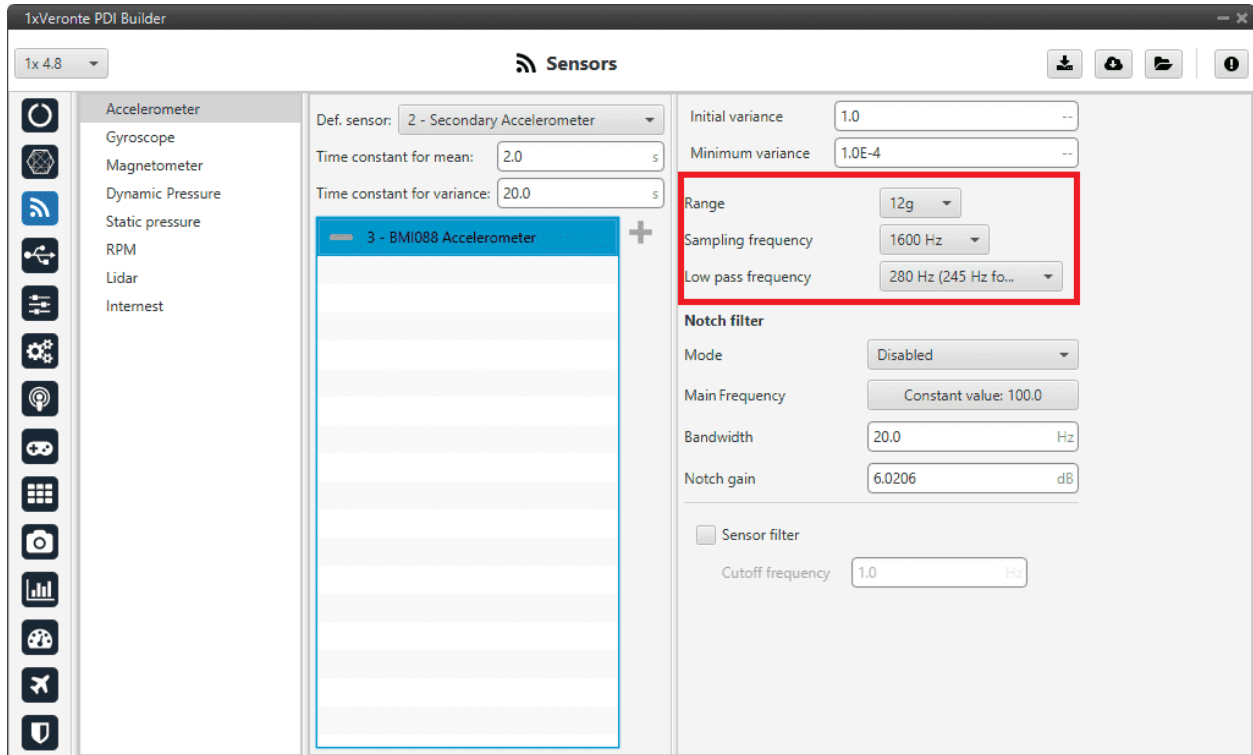 1xVeronte PDI Builder
1x 4.8
Sensors
Accelerometer
Gyroscope
Magnetometer
Dynamic Pressure
Static pressure
RPM
Lidar
Internest
Def. sensor: 2 - Secondary Accelerometer
Time constant for mean: 2.0 s
Time constant for variance: 20.0 s
3 - BMI088 Accelerometer
Initial variance 1.0 --
Minimum variance 1.0E-4 --
Range 12g
Sampling frequency 1600 Hz
Low pass frequency 280 Hz (245 Hz fo...
Notch filter
Mode Disabled
Main Frequency Constant value: 100.0
Bandwidth 20.0 Hz
Notch gain 6.0206 dB
Sensor filter
Cutoff frequency 1.0 Hz